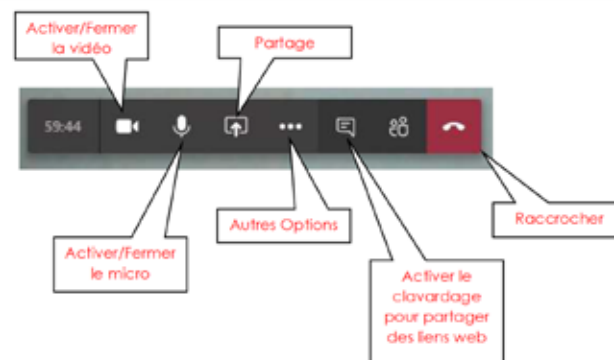 Activer/Fermer
la vidéo
Partage
59:44
Autres Options
Raccrocher
Activer/Fermer
le micro
Activer le
clavardage
pour partager
des liens web